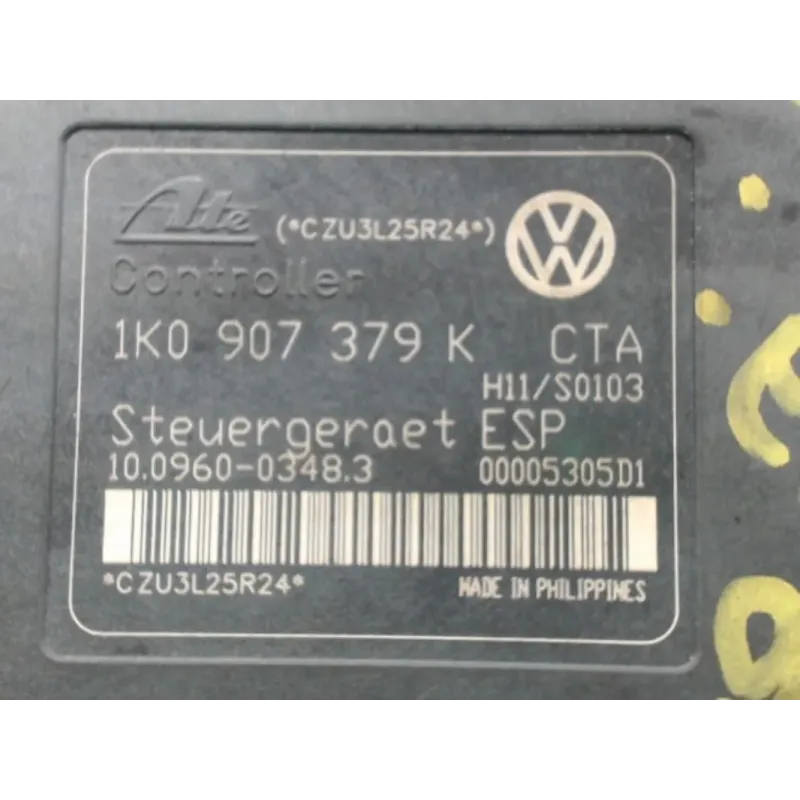 Aite (*CZU3L25R24*)
Controller
1K0 907 379 K CTA
H11/S0103
Steuergeraet ESP
10.0960-0348.3 00005305D1
*CZU3L25R24* MADE IN PHILIPPINES